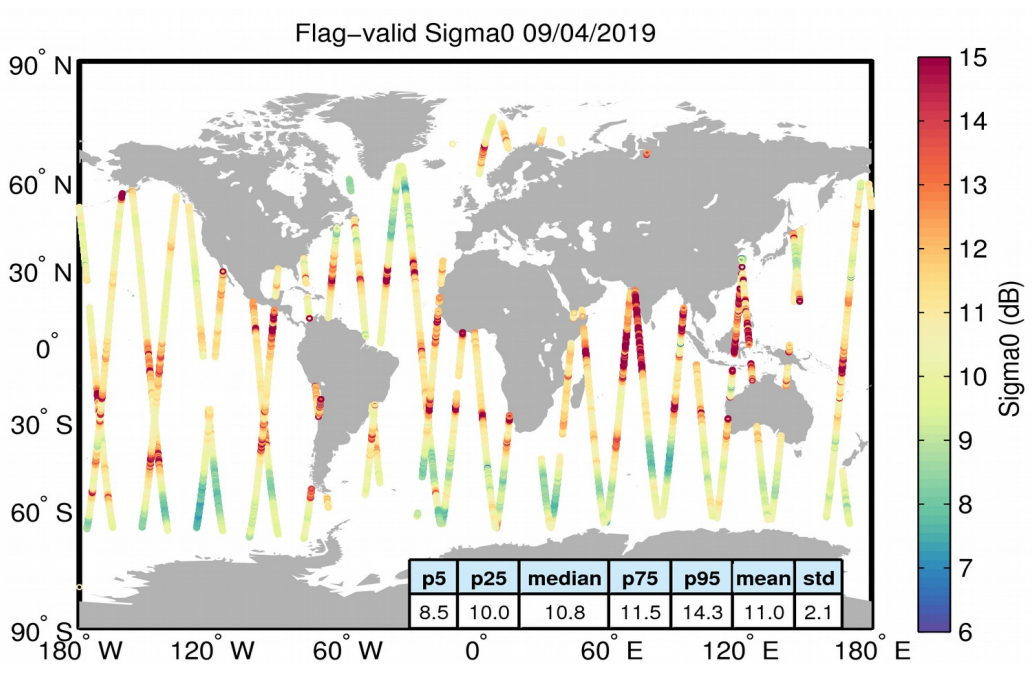 Flag−valid Sigma0 09/04/2019
90° N
60° N
30° N
0°
30° S
60° S
90° S
180° W
120° W
60° W
0°
60° E
120° E
180° E
15
14
13
12
11
10
9
8
7
6
Sigma0 (dB)
p5 p25 median p75 p95 mean std
8.5 10.0 10.8 11.5 14.3 11.0 2.1